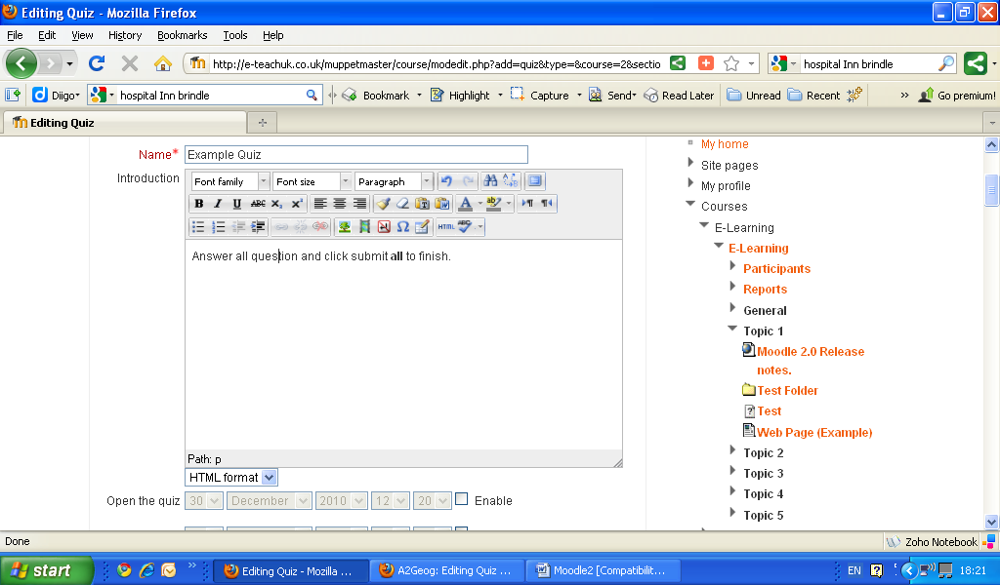 Editing Quiz - Mozilla Firefox
File Edit View History Bookmarks Tools Help
http://e-teachuk.co.uk/muppetmaster/course/modedit.php?add=quiz&type=&course=2&sectio
hospital Inn brindle
Diigo
hospital Inn brindle
Bookmark Highlight Capture Send Read Later Unread Recent » Go premium!
Editing Quiz
Name* Example Quiz
Introduction
Font family Font size Paragraph
B I U ABC X₂ X²
HTML
Answer all question and click submit all to finish.
Path: p
HTML format
Open the quiz 30 December 2010 12 20 Enable
My home
Site pages
My profile
Courses
E-Learning
E-Learning
Participants
Reports
General
Topic 1
Moodle 2.0 Release
notes.
Test Folder
Test
Web Page (Example)
Topic 2
Topic 3
Topic 4
Topic 5
Done
Zoho Notebook
start
Editing Quiz - Mozilla ...
A2Geog: Editing Quiz ...
Moodle2 [Compatibilit...
EN
18:21